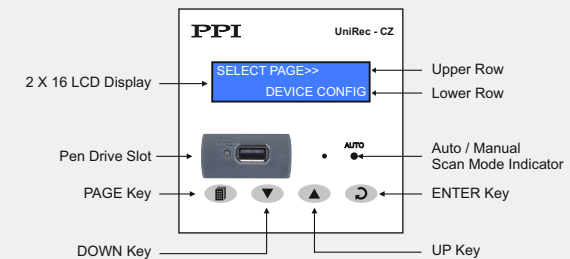 PPI
UniRec - CZ
SELECT PAGE>>
DEVICE CONFIG
2 X 16 LCD Display
Upper Row
Lower Row
AUTO
Pen Drive Slot
Auto / Manual
Scan Mode Indicator
PAGE Key
ENTER Key
DOWN Key
UP Key